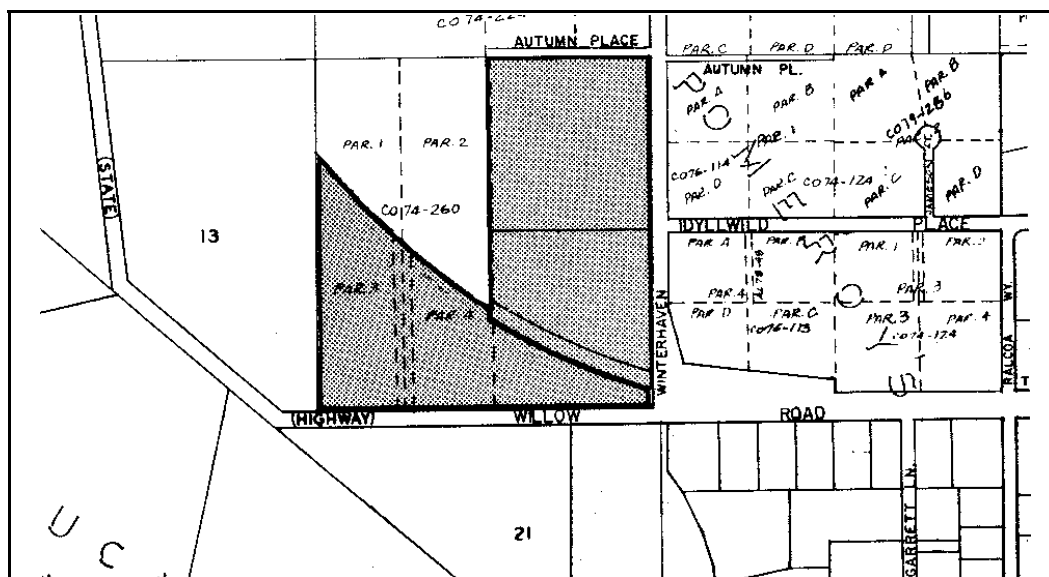 AUTUMN PLACE
PAR. C PAR. D PAR. D
AUTUMN PL.
PAR. A
PAR. B
PAR. A
PAR. B
CO79-128
PAR. 1 PAR. 2
PAR. 1
CO76-114
PAR. D
PAR. C
CO74-124
PAR. C
PAR. D
(STATE)
CO74-260
13
IDYLLWILD PLACE
PAR. A PAR. B PAR. 1
PAR. 3
PAR. 4
PAR. 4
PAR. 3
PAR. D PAR. C
CO76-113
PAR. 3 PAR. 4
CO74-124
WINTERHAVEN
RALCOA WY.
(HIGHWAY) WILLOW ROAD
GARRETT LN.
21
U C